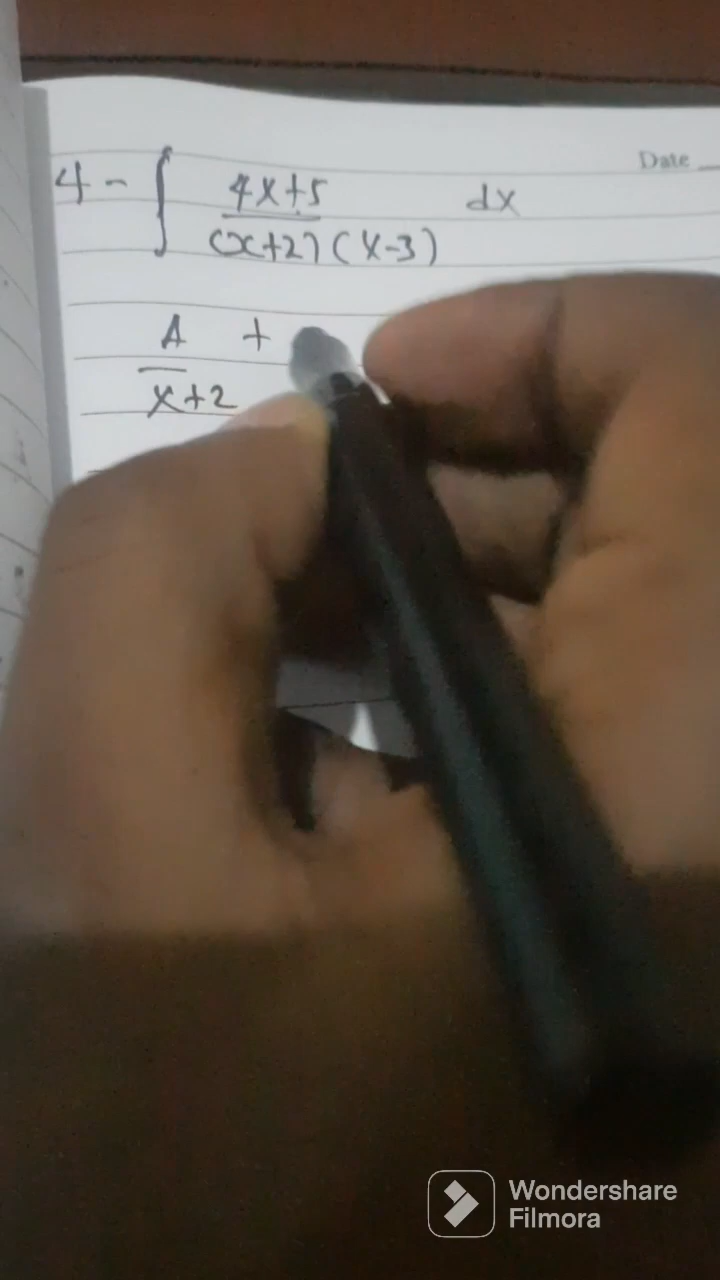 Date
4 - ∫ 4x+5 dx
(x+2) (x-3)
A +
x+2
Wondershare
Filmora